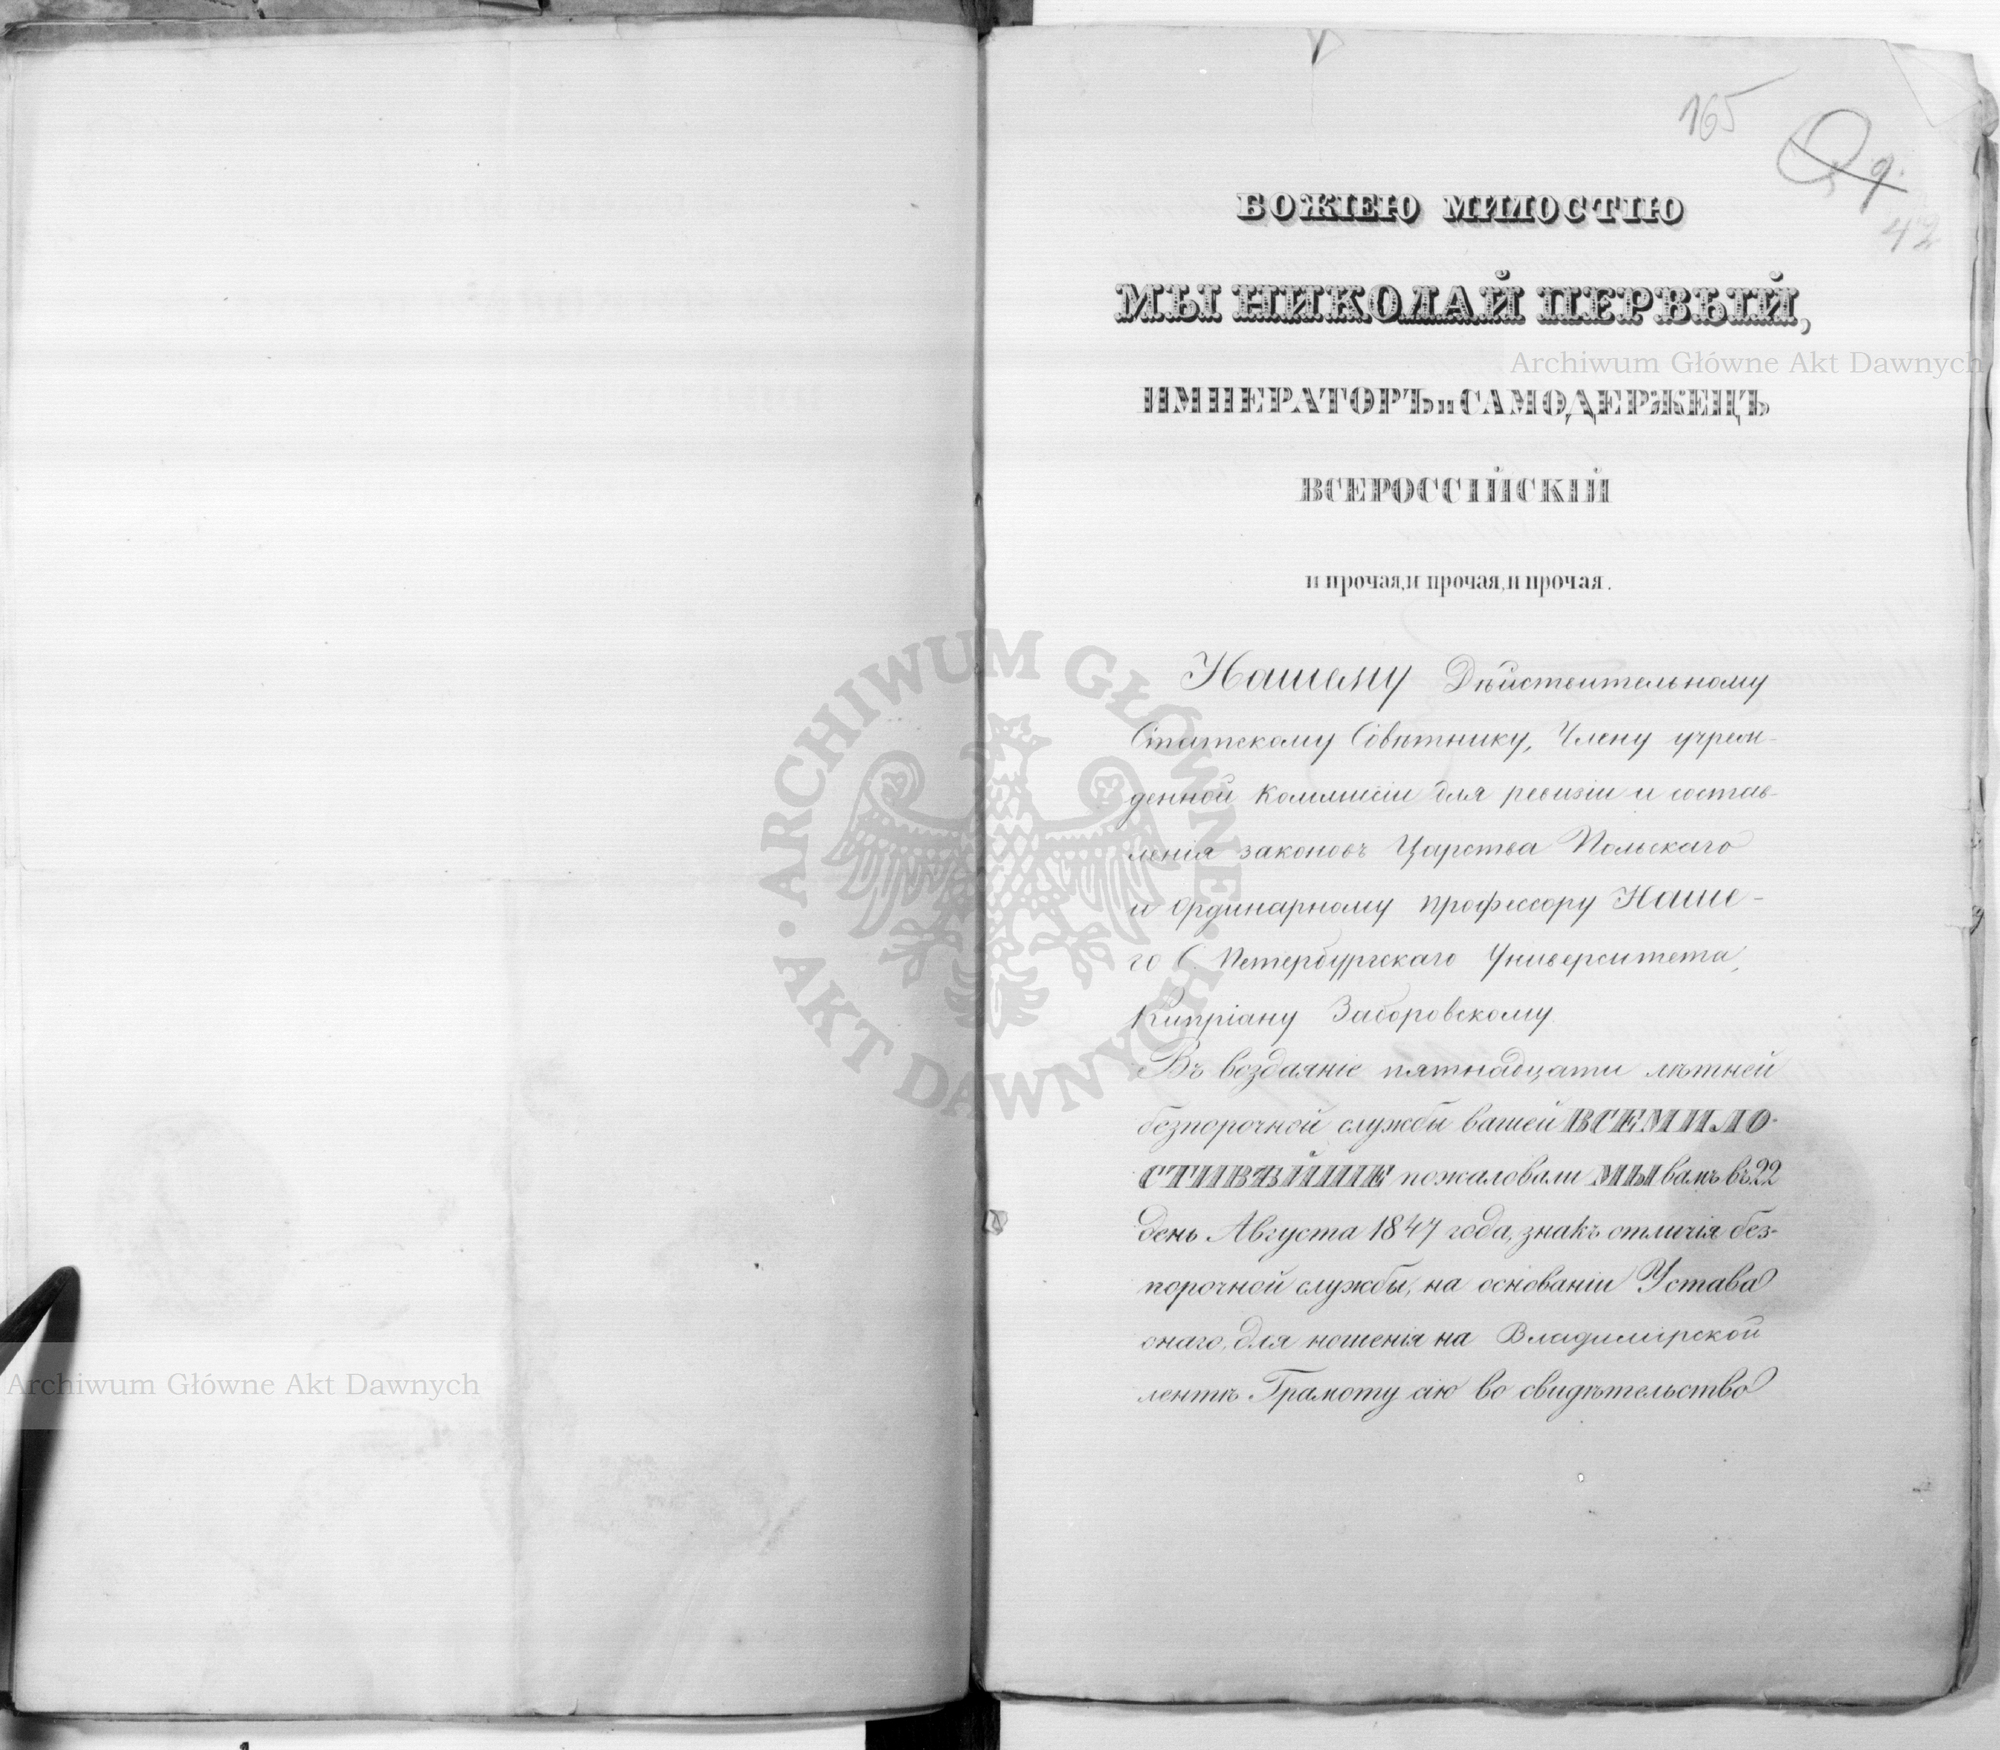 165
9.
42
БОЖІЕЮ МИЛОСТІЮ
МЫ НИКОЛАЙ ПЕРВЫЙ,
ИМПЕРАТОРЪ и САМОДЕРЖЕЦЪ
ВСЕРОССІЙСКІЙ
и прочая, и прочая, и прочая.
Нашему Дѣйствительному
Статскому Совѣтнику, Члену учреж-
денной Коммисіи для ревизіи и состав-
ленія законовъ Царства Польскаго
и Ординарному профессору Наше-
го С. Петербургскаго Университета,
Кипріану Заборовскому
Въ воздаяніе пятнадцати лѣтней
безпорочной службы вашей ВСЕМИЛО-
СТИВѢЙШЕ пожаловали МЫ вамъ въ 22
день Августа 1847 года, знакъ отличія без-
порочной службы, на основаніи Устава
онаго, для ношенія на Владимірской
лентѣ Грамоту сію во свидѣтельство
Archiwum Główne Akt Dawnych
Archiwum Główne Akt Dawnych
ARCHIWUM GŁÓWNE AKT DAWNYCH